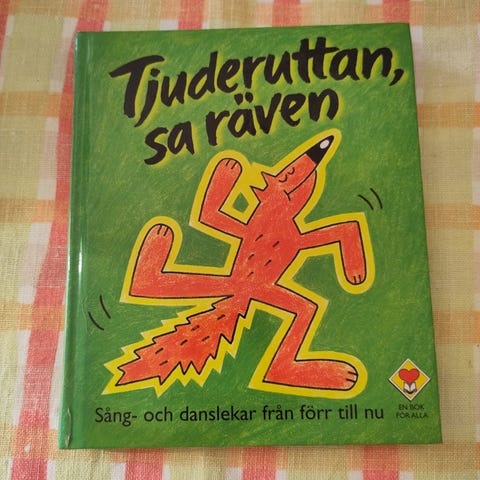 Tjuderuttan,
sa räven
Sång- och danslekar från förr till nu
EN BOK
FÖR ALLA